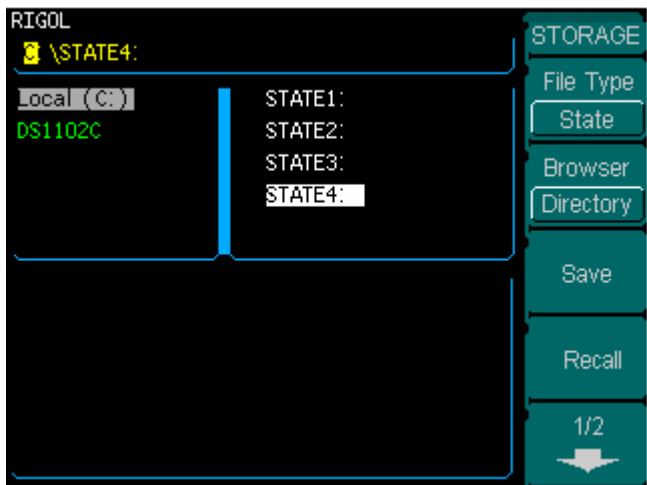 RIGOL
C \STATE4:
Local (C:)
DS1102C
STATE1:
STATE2:
STATE3:
STATE4:
STORAGE
File Type
State
Browser
Directory
Save
Recall
1/2